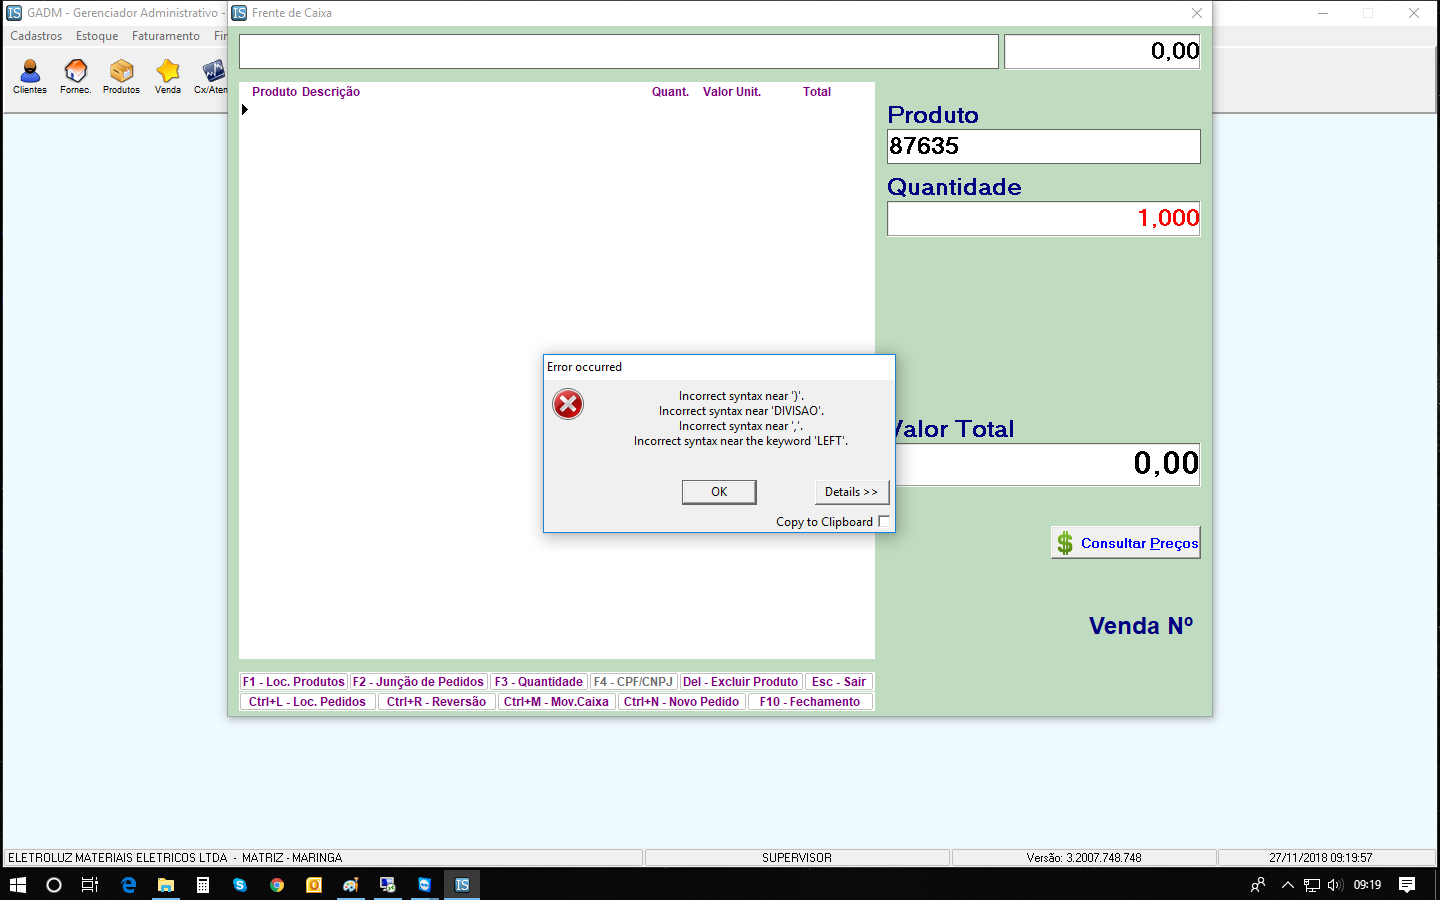 GADM - Gerenciador Administrativo -
Frente de Caixa
Cadastros Estoque Faturamento
Clientes Fornec. Produtos Venda
0,00
Produto Descrição Quant. Valor Unit. Total
Produto
87635
Quantidade
1,000
Error occurred
Incorrect syntax near ')'.
Incorrect syntax near 'DIVISAO'.
Incorrect syntax near ','.
Incorrect syntax near the keyword 'LEFT'.
OK
Details >>
Copy to Clipboard
Valor Total
0,00
$ Consultar Preços
Venda Nº
F1 - Loc. Produtos F2 - Junção de Pedidos F3 - Quantidade F4 - CPF/CNPJ Del - Excluir Produto Esc - Sair
Ctrl+L - Loc. Pedidos Ctrl+R - Reversão Ctrl+M - Mov.Caixa Ctrl+N - Novo Pedido F10 - Fechamento
ELETROLUZ MATERIAIS ELETRICOS LTDA - MATRIZ - MARINGA SUPERVISOR Versão: 3.2007.748.748 27/11/2018 09:19:57
09:19